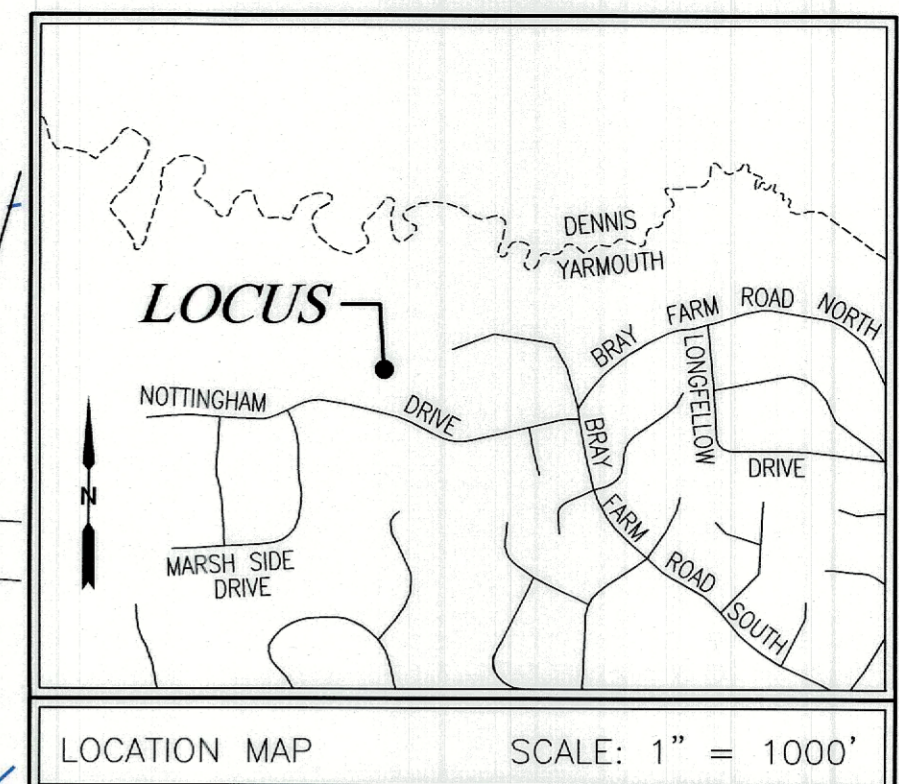 DENNIS
YARMOUTH
LOCUS
BRAY FARM ROAD NORTH
LONGFELLOW
DRIVE
NOTTINGHAM DRIVE
BRAY
FARM
ROAD
SOUTH
N
MARSH SIDE
DRIVE
LOCATION MAP
SCALE: 1" = 1000'